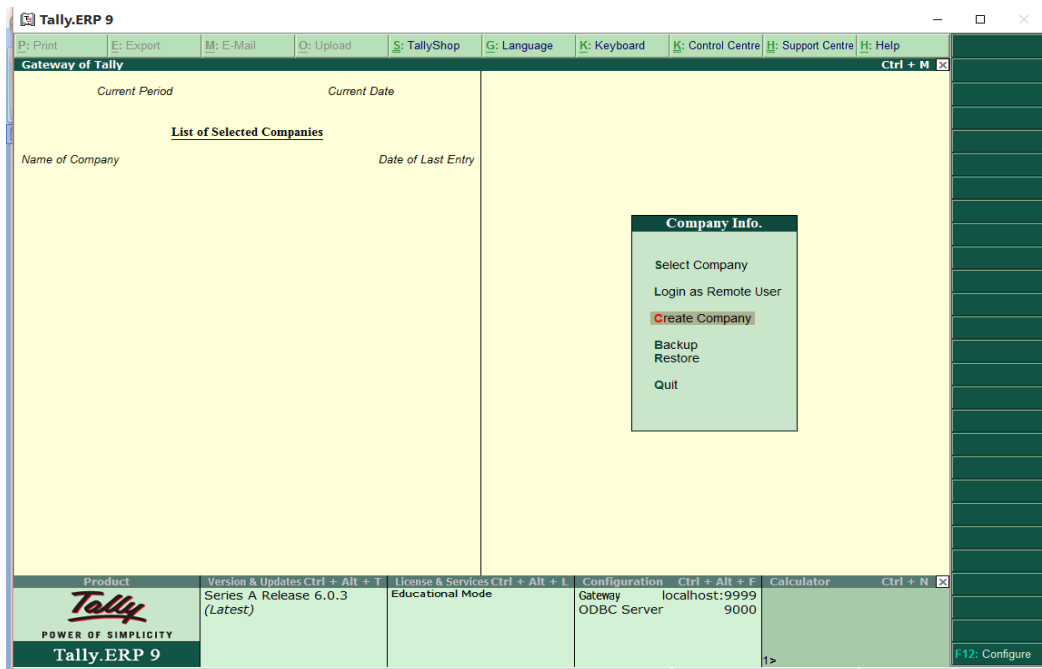 Tally.ERP 9
P: Print E: Export M: E-Mail O: Upload S: TallyShop G: Language K: Keyboard K: Control Centre H: Support Centre H: Help
Gateway of Tally Ctrl + M
Current Period Current Date
List of Selected Companies
Name of Company Date of Last Entry
Company Info.
Select Company
Login as Remote User
Create Company
Backup
Restore
Quit
Product Version & Updates Ctrl + Alt + T License & Services Ctrl + Alt + L Configuration Ctrl + Alt + F Calculator Ctrl + N
Tally
POWER OF SIMPLICITY
Tally.ERP 9
Series A Release 6.0.3
(Latest)
Educational Mode
Gateway localhost:9999
ODBC Server 9000
1>
F12: Configure